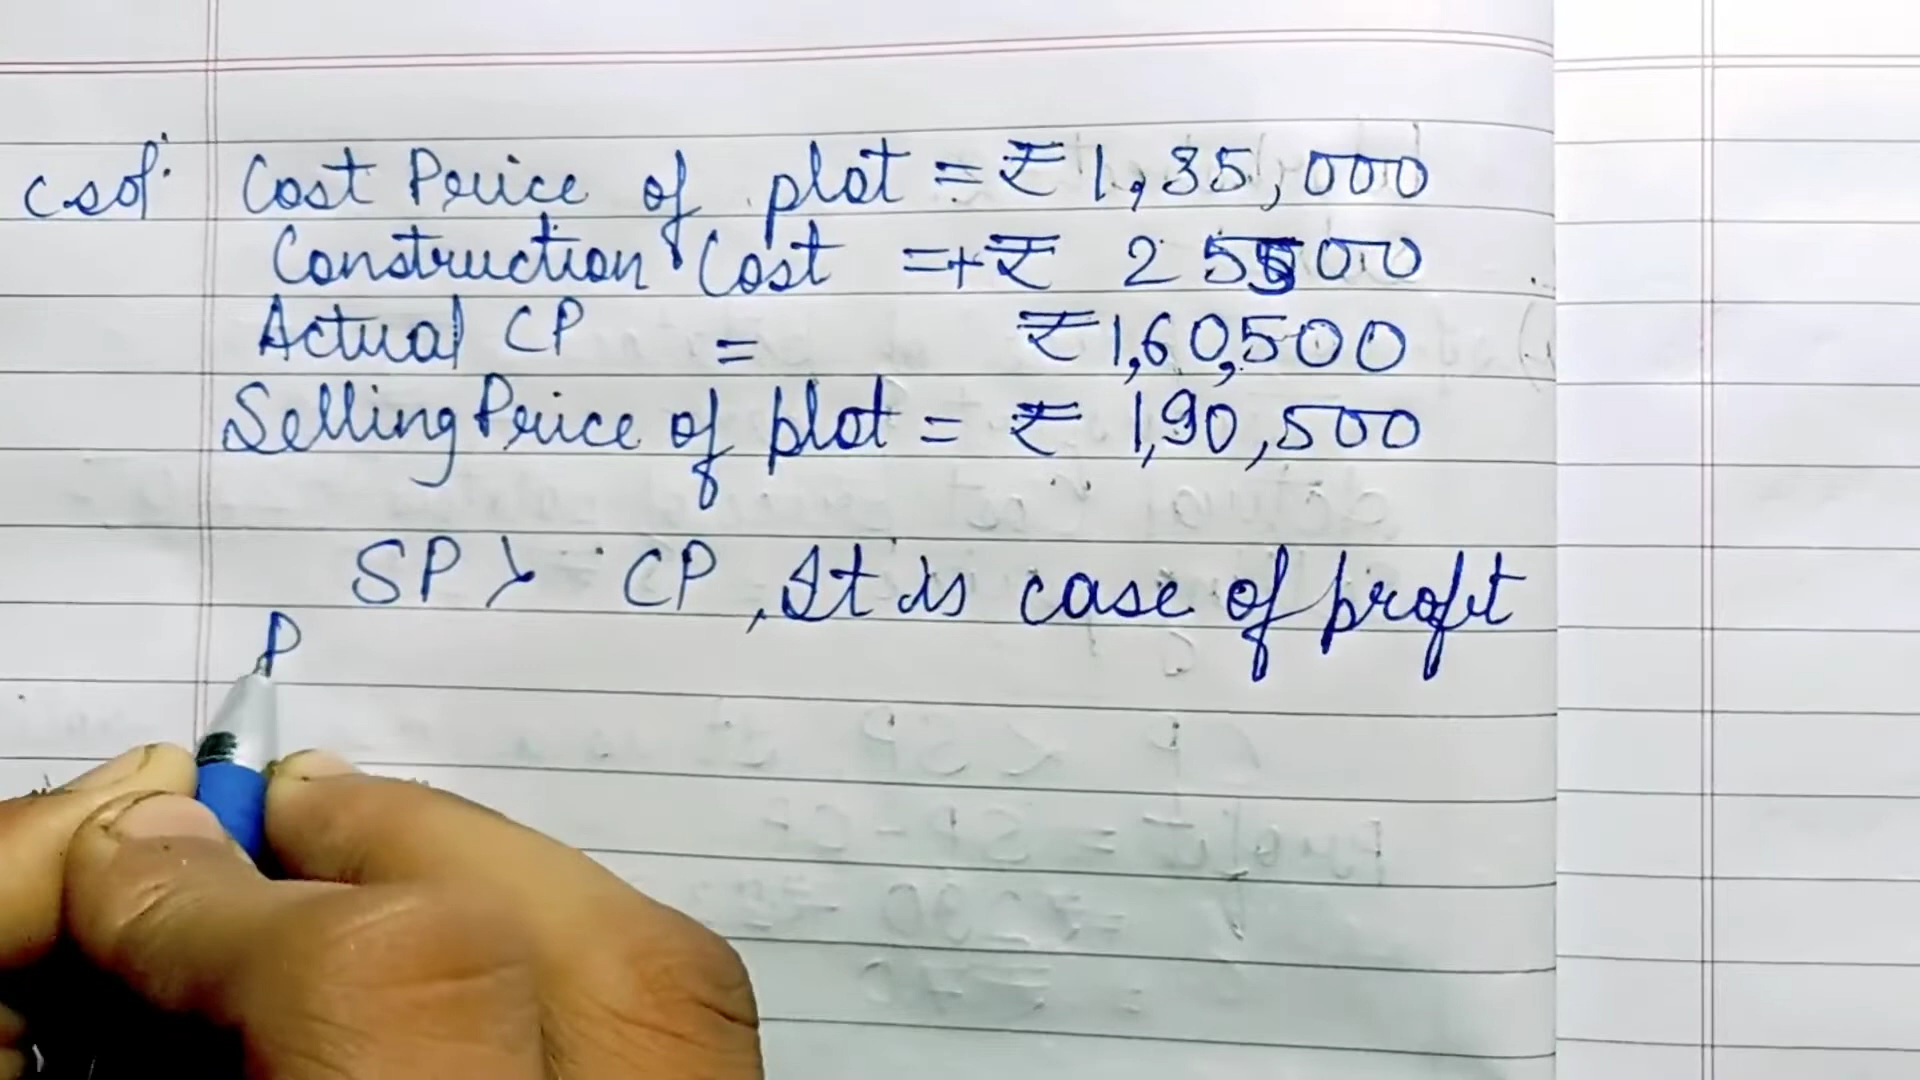 csol. Cost Price of plot = ₹ 1,35,000
Construction Cost = + ₹ 25500
Actual CP = ₹1,60,500
Selling Price of plot = ₹ 1,90,500
SP > CP, It is case of profit
P